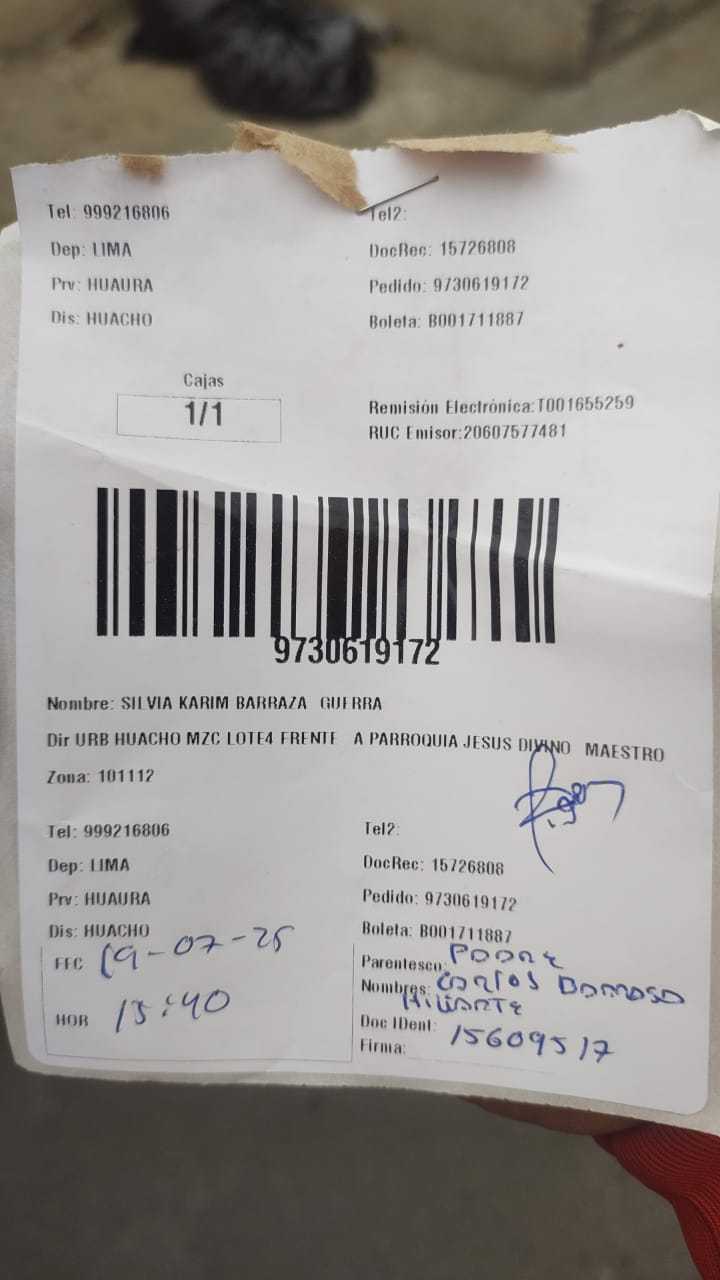 Tel: 999216806 Tel2:
Dep: LIMA DocRec: 15726808
Prv: HUAURA Pedido: 9730619172
Dis: HUACHO Boleta: B001711887
Cajas
1/1
Remisión Electrónica:T001655259
RUC Emisor:20607577481
9730619172
Nombre: SILVIA KARIM BARRAZA GUERRA
Dir URB HUACHO MZC LOTE4 FRENTE A PARROQUIA JESUS DIVINO MAESTRO
Zona: 101112
Tel: 999216806 Tel2:
Dep: LIMA DocRec: 15726808
Prv: HUAURA Pedido: 9730619172
Dis: HUACHO Boleta: B001711887
FEC 19-07-25 Parentesco: PADRE
Nombres: Carlos
HOR 13:40 Doc IDent: 15609517
Firma: